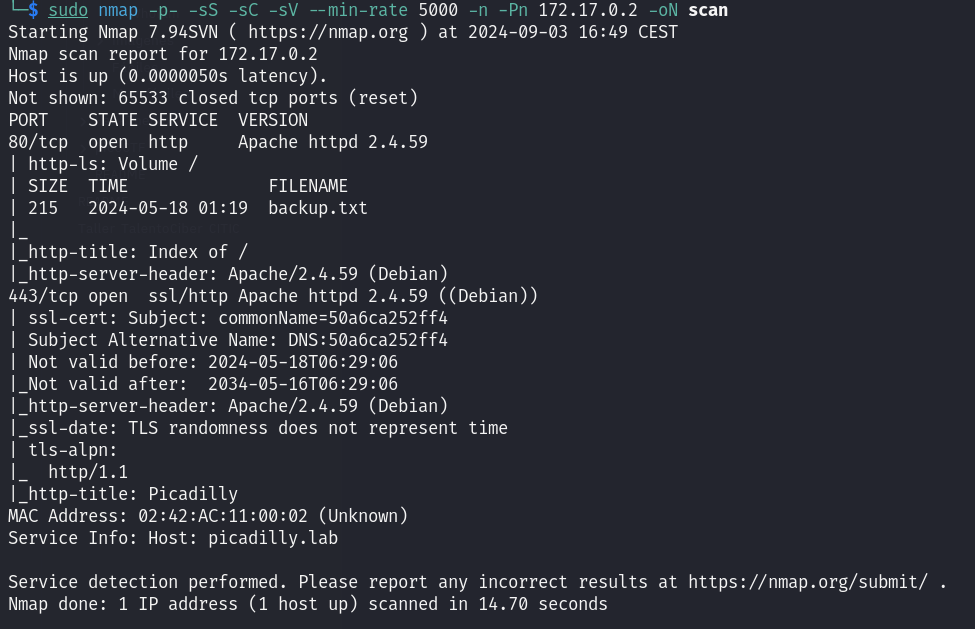 └─$ sudo nmap -p- -sS -sC -sV --min-rate 5000 -n -Pn 172.17.0.2 -oN scan
Starting Nmap 7.94SVN ( https://nmap.org ) at 2024-09-03 16:49 CEST
Nmap scan report for 172.17.0.2
Host is up (0.0000050s latency).
Not shown: 65533 closed tcp ports (reset)
PORT    STATE SERVICE  VERSION
80/tcp  open  http     Apache httpd 2.4.59
| http-ls: Volume /
| SIZE  TIME              FILENAME
| 215   2024-05-18 01:19  backup.txt
|_
|_http-title: Index of /
|_http-server-header: Apache/2.4.59 (Debian)
443/tcp open  ssl/http Apache httpd 2.4.59 ((Debian))
| ssl-cert: Subject: commonName=50a6ca252ff4
| Subject Alternative Name: DNS:50a6ca252ff4
| Not valid before: 2024-05-18T06:29:06
|_Not valid after:  2034-05-16T06:29:06
|_http-server-header: Apache/2.4.59 (Debian)
|_ssl-date: TLS randomness does not represent time
| tls-alpn:
|_  http/1.1
|_http-title: Picadilly
MAC Address: 02:42:AC:11:00:02 (Unknown)
Service Info: Host: picadilly.lab

Service detection performed. Please report any incorrect results at https://nmap.org/submit/ .
Nmap done: 1 IP address (1 host up) scanned in 14.70 seconds